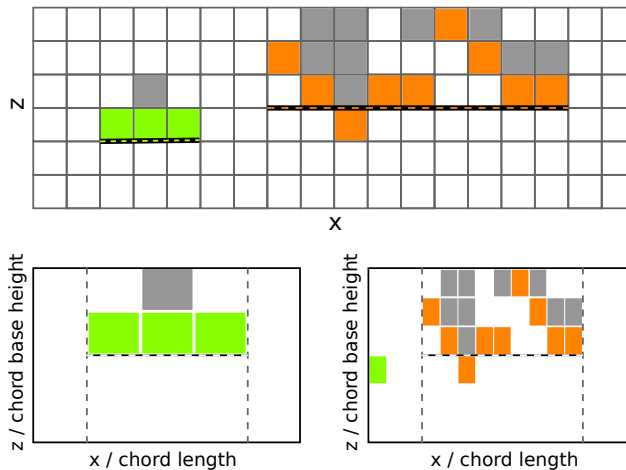 z
x
z / chord base height
x / chord length
z / chord base height
x / chord length